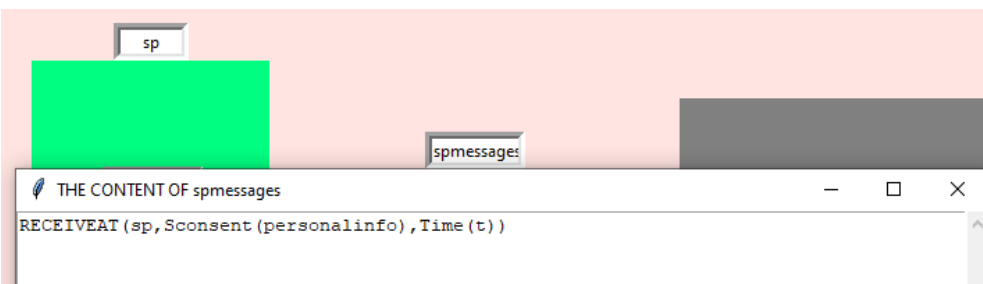 sp
spmessages
THE CONTENT OF spmessages
RECEIVEAT(sp,Sconsent(personalinfo),Time(t))